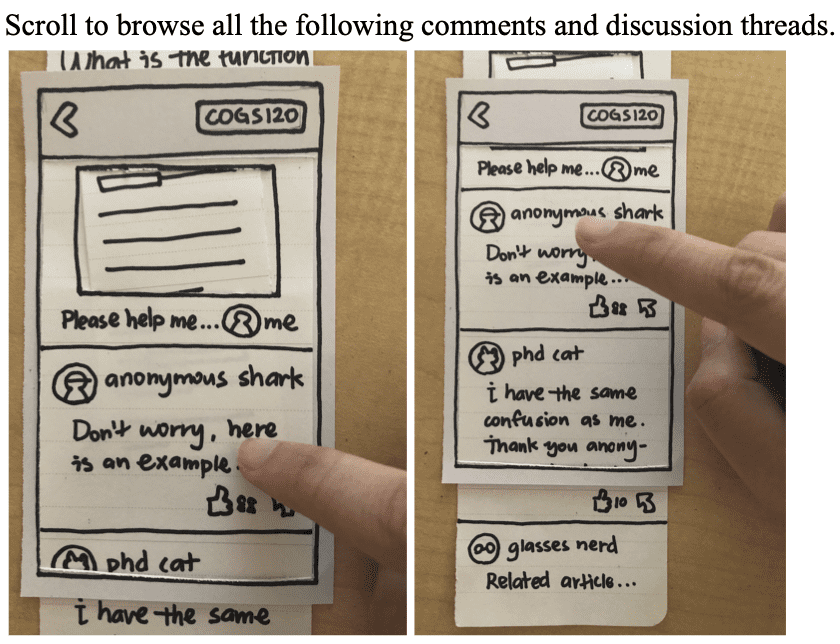 Scroll to browse all the following comments and discussion threads.
What is the function
COGS120
Please help me... me
anonymous shark
Don't worry, here
is an example.
88
phd cat
i have the same
COGS120
Please help me... me
anonymous shark
Don't worry
is an example...
88
phd cat
i have the same
confusion as me.
Thank you anony-
10
glasses nerd
Related article...